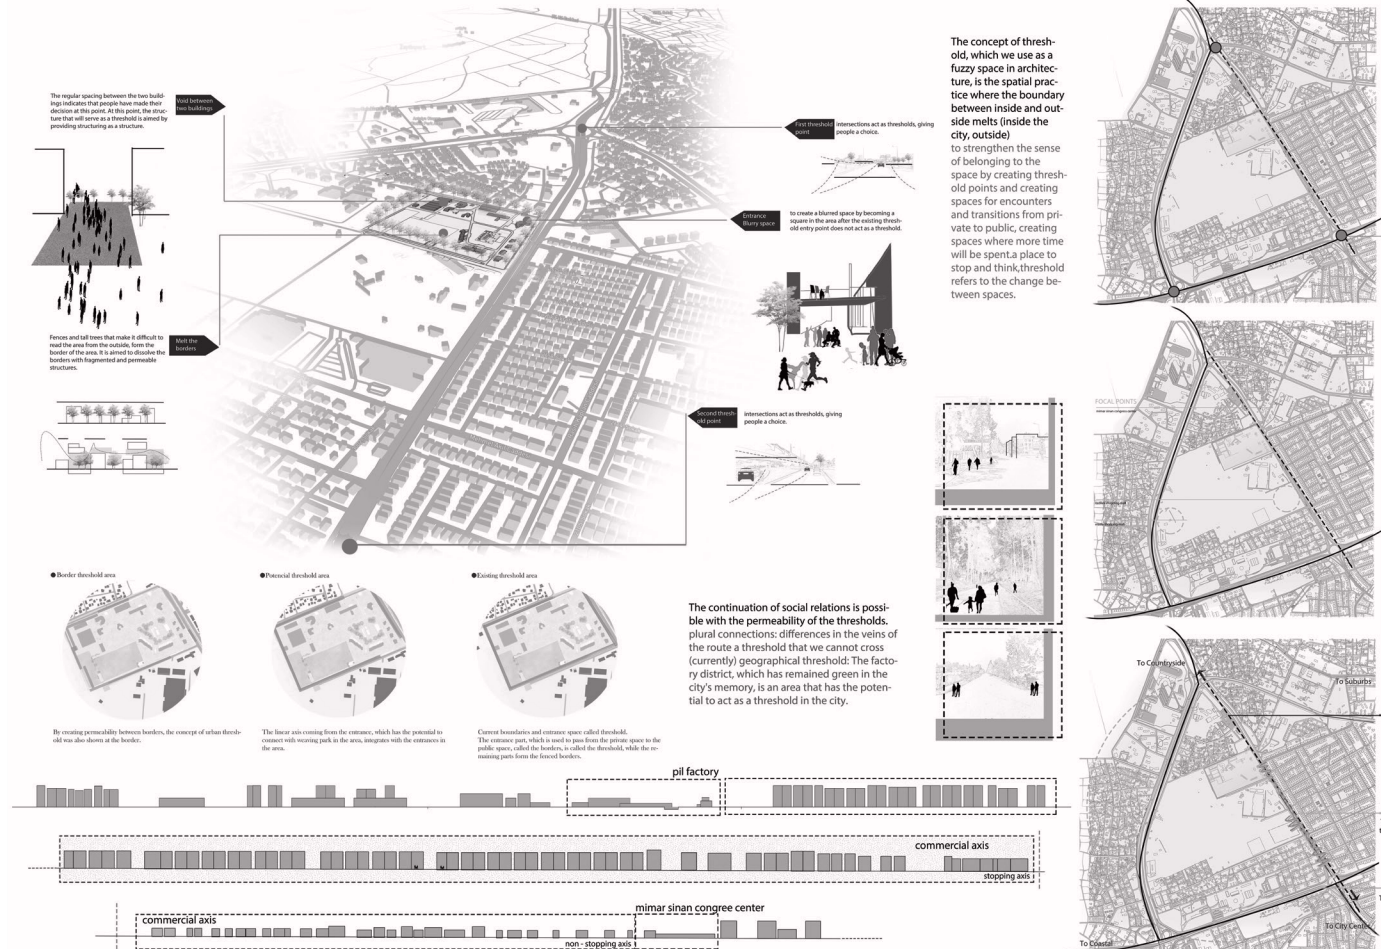 The regular spacing between the two build-
ings indicates that people have made their
decision at this point. At this point, the struc-
ture that will serve as a threshold is aimed by
providing structuring as a structure.
Void between
two buildings
Fences and tall trees that make it difficult to
read the area from the outside, form the
border of the area. It is aimed to dissolve the
borders with fragmented and permeable
structures.
Melt the
borders
First threshold
point
intersections act as thresholds, giving
people a choice.
Entrance
Blurry space
to create a blurred space by becoming a
square in the area after the existing thresh-
old entry point does not act as a threshold.
Second thresh-
old point
intersections act as thresholds, giving
people a choice.
The concept of thresh-
old, which we use as a
fuzzy space in architec-
ture, is the spatial prac-
tice where the boundary
between inside and out-
side melts (inside the
city, outside)
to strengthen the sense
of belonging to the
space by creating thresh-
old points and creating
spaces for encounters
and transitions from pri-
vate to public, creating
spaces where more time
will be spent.a place to
stop and think,threshold
refers to the change be-
tween spaces.
Border threshold area
By creating permeability between borders, the concept of urban thresh-
old was also shown at the border.
Potencial threshold area
The linear axis coming from the entrance, which has the potential to
connect with weaving park in the area, integrates with the entrances in
the area.
Existing threshold area
Current boundaries and entrance space called threshold.
The entrance part, which is used to pass from the private space to the
public space, called the borders, is called the threshold, while the re-
maining parts form the fenced borders.
The continuation of social relations is possi-
ble with the permeability of the thresholds.
plural connections: differences in the veins of
the route a threshold that we cannot cross
(currently) geographical threshold: The facto-
ry district, which has remained green in the
city's memory, is an area that has the poten-
tial to act as a threshold in the city.
pil factory
commercial axis
stopping axis
commercial axis
non - stopping axis
mimar sinan congree center
FOCAL POINTS
mimar sinan congree center
To Countryside
To Suburbs
To City Center
To Coastal